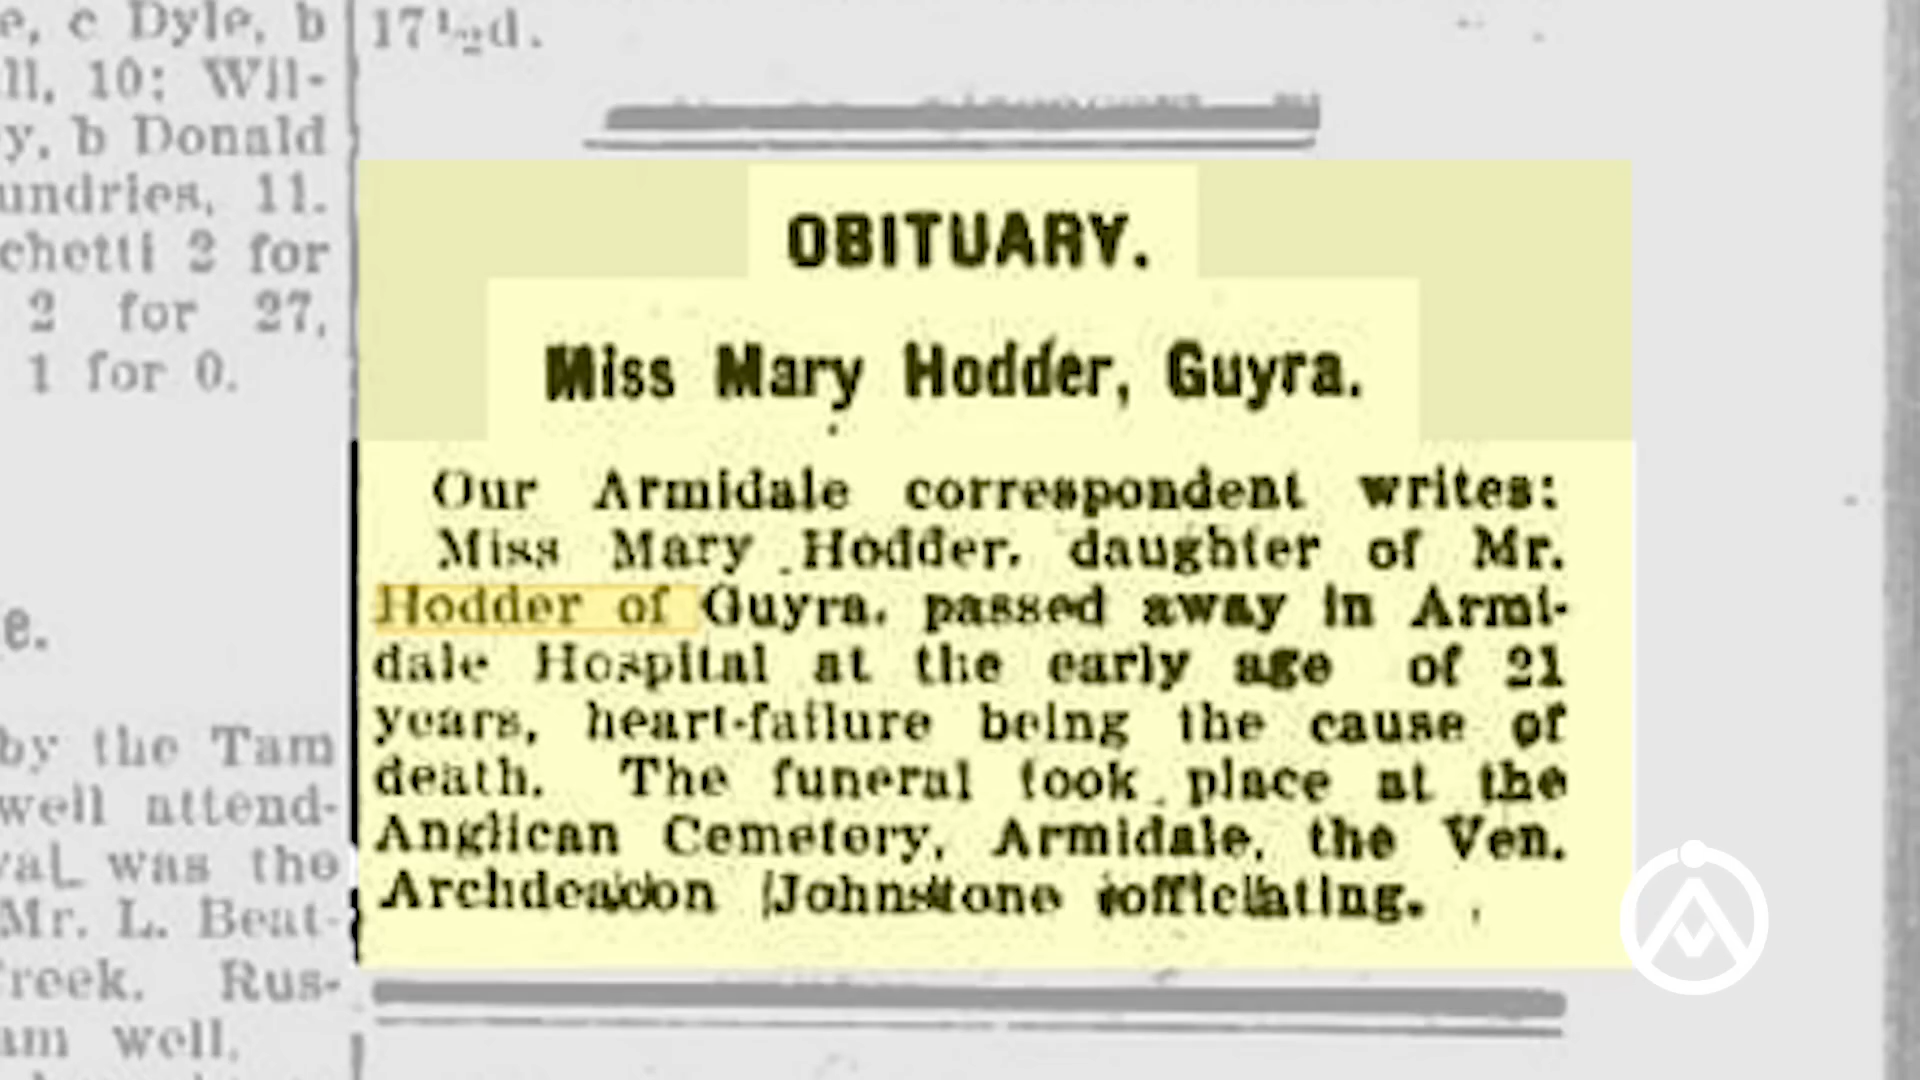 e, c Dyle, b
ll, 10; Wil-
y, b Donald
undries, 11.
chetti 2 for
2 for 27,
1 for 0.
e.
by the Tam
well attend-
val was the
Mr. L. Beat-
reek. Rus-
am well.
17½d.
OBITUARY.
Miss Mary Hodder, Guyra.
Our Armidale correspondent writes:
Miss Mary Hodder, daughter of Mr.
Hodder of Guyra, passed away in Armi-
dale Hospital at the early age of 21
years, heart-failure being the cause of
death. The funeral took place at the
Anglican Cemetery, Armidale, the Ven.
Archdeacon Johnstone officiating.